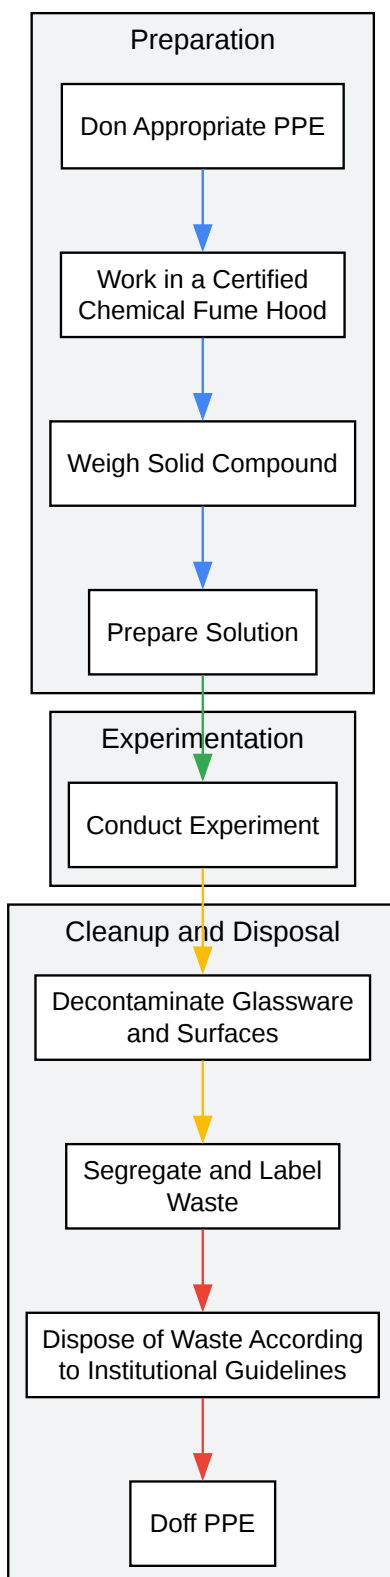 Preparation
Don Appropriate PPE
Work in a Certified
Chemical Fume Hood
Weigh Solid Compound
Prepare Solution
Experimentation
Conduct Experiment
Cleanup and Disposal
Decontaminate Glassware
and Surfaces
Segregate and Label
Waste
Dispose of Waste According
to Institutional Guidelines
Doff PPE